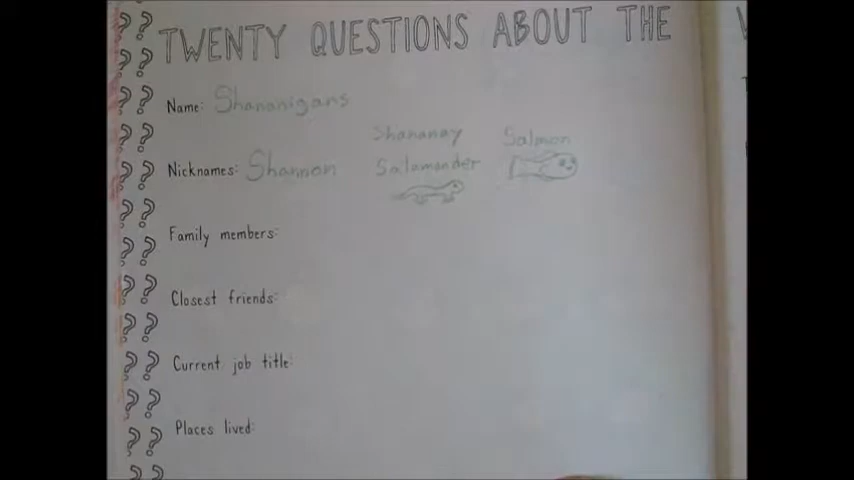 TWENTY QUESTIONS ABOUT THE
Name: Shananigans
Shananay Salmon
Nicknames: Shannon Salamander
Family members:
Closest friends:
Current job title:
Places lived: